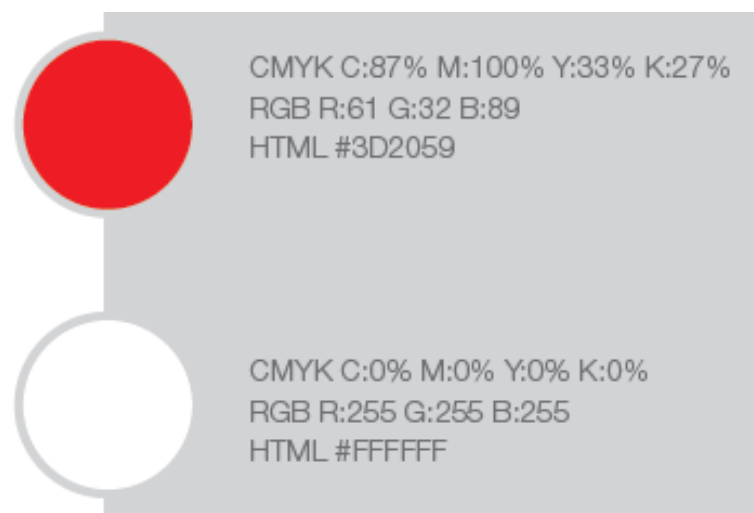 CMYK C:87% M:100% Y:33% K:27%
RGB R:61 G:32 B:89
HTML #3D2059
CMYK C:0% M:0% Y:0% K:0%
RGB R:255 G:255 B:255
HTML #FFFFFF